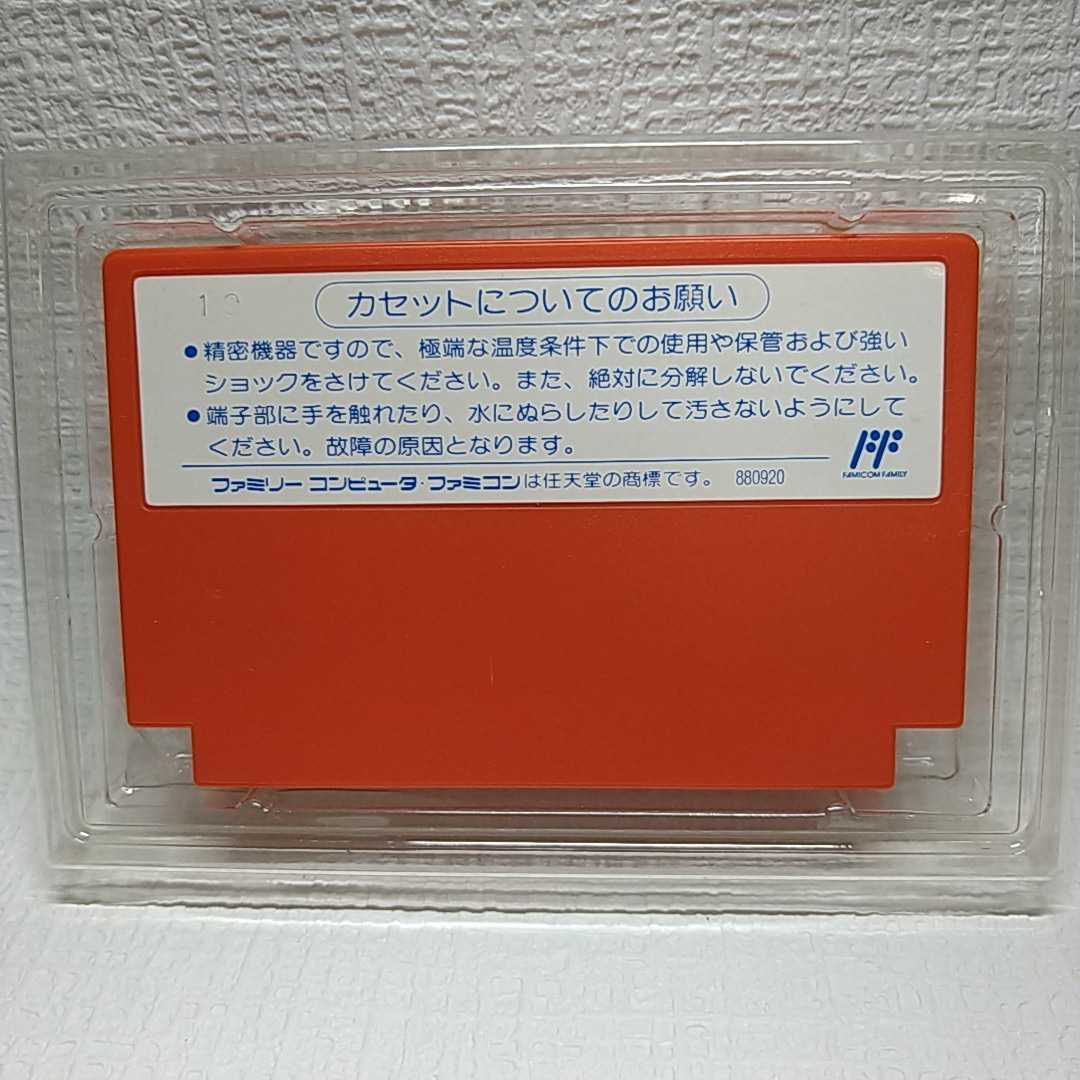 カセットについてのお願い
●精密機器ですので、極端な温度条件下での使用や保管および強い
ショックをさけてください。また、絶対に分解しないでください。
●端子部に手を触れたり、水にぬらしたりして汚さないようにして
ください。故障の原因となります。
FAMICOM FAMILY
ファミリー コンピュータ・ファミコンは任天堂の商標です。 880920